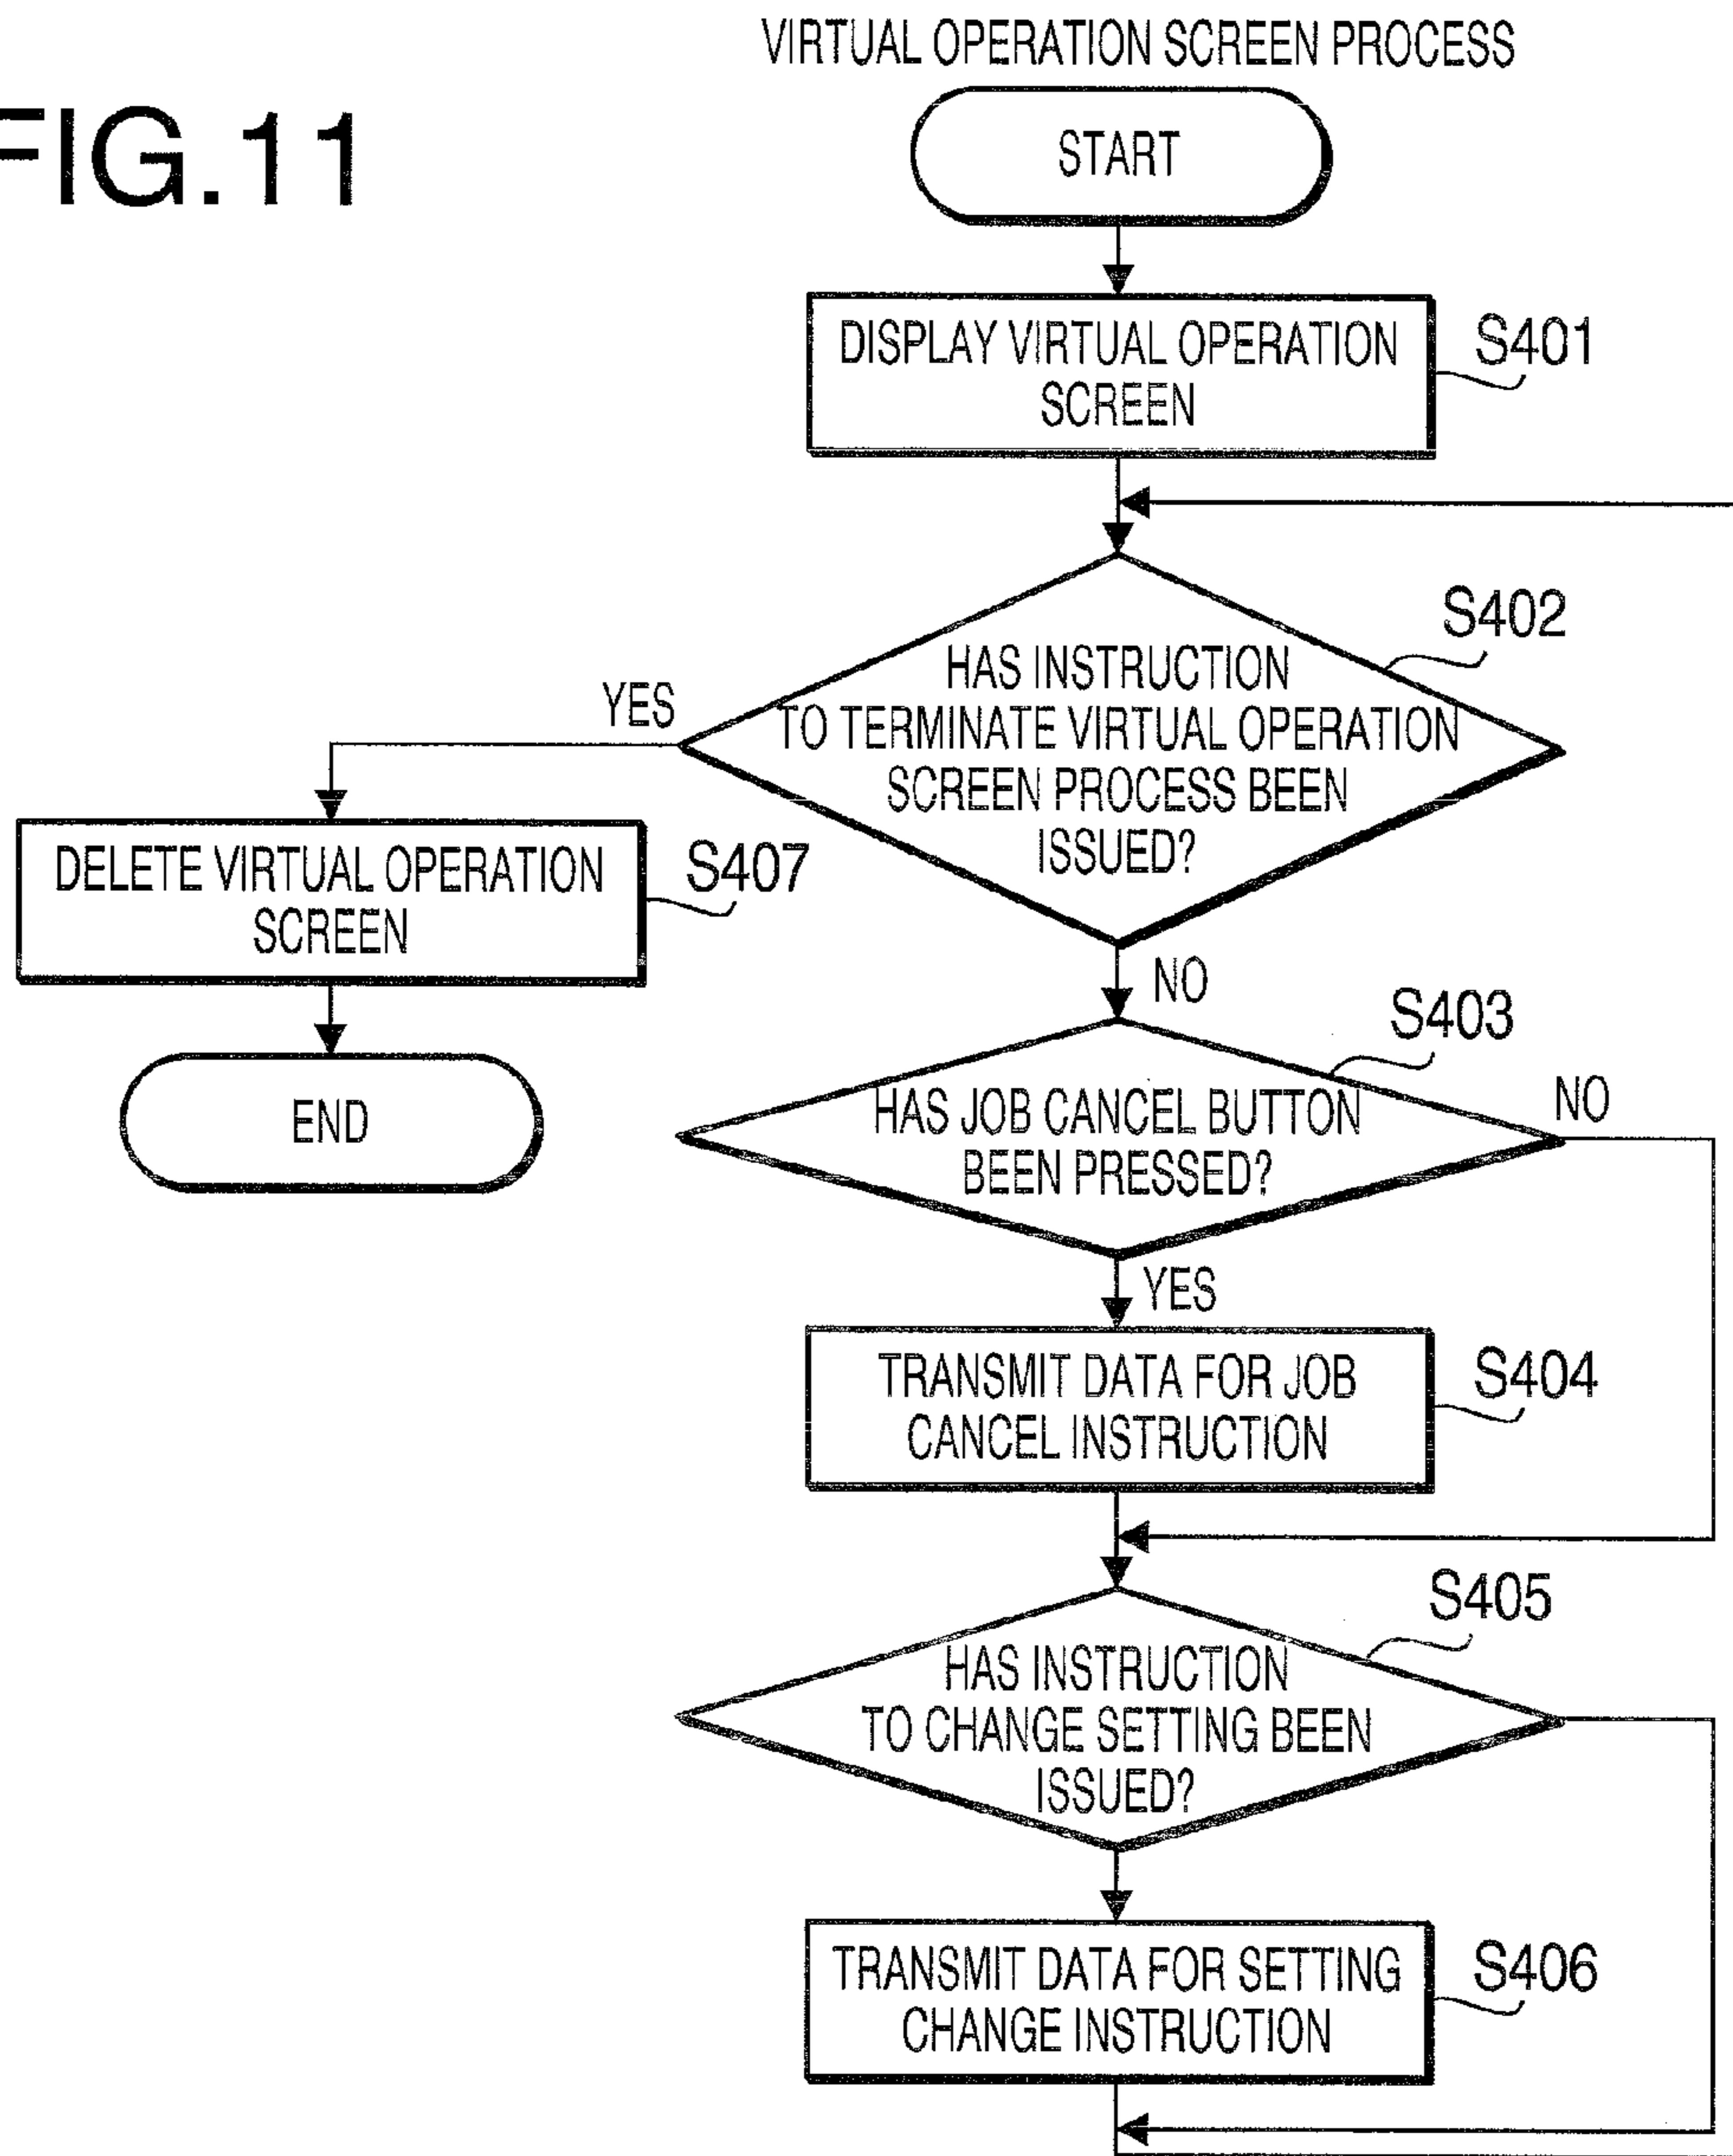 VIRTUAL OPERATION SCREEN PROCESS
FIG.11
START
DISPLAY VIRTUAL OPERATION
SCREEN
S401
S402
HAS INSTRUCTION
TO TERMINATE VIRTUAL OPERATION
SCREEN PROCESS BEEN
ISSUED?
YES
DELETE VIRTUAL OPERATION
SCREEN
S407
NO
END
S403
HAS JOB CANCEL BUTTON
BEEN PRESSED?
NO
YES
TRANSMIT DATA FOR JOB
CANCEL INSTRUCTION
S404
S405
HAS INSTRUCTION
TO CHANGE SETTING BEEN
ISSUED?
TRANSMIT DATA FOR SETTING
CHANGE INSTRUCTION
S406